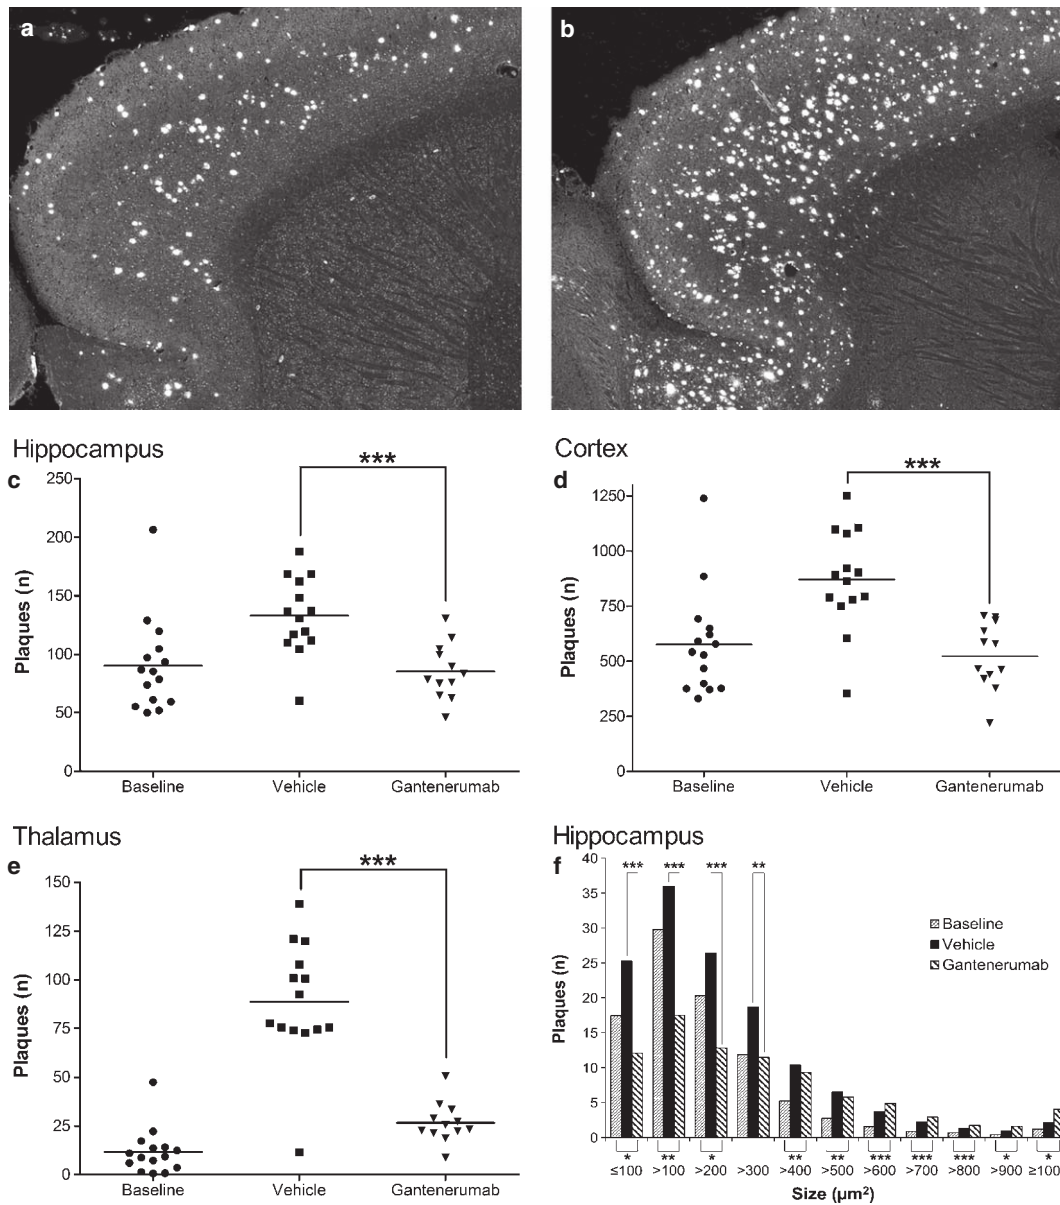 a
b
Hippocampus
c
***
250
200
150
100
50
0
Plaques (n)
Baseline Vehicle Gantenerumab
Cortex
d
***
1250
1000
750
500
250
0
Plaques (n)
Baseline Vehicle Gantenerumab
Thalamus
e
***
150
125
100
75
50
25
0
Plaques (n)
Baseline Vehicle Gantenerumab
Hippocampus
f
*** *** *** **
40
35
30
25
20
15
10
5
0
Plaques (n)
Baseline
Vehicle
Gantenerumab
* ** * ** ** *** *** *** * *
≤100 >100 >200 >300 >400 >500 >600 >700 >800 >900 ≥100
Size (µm²)